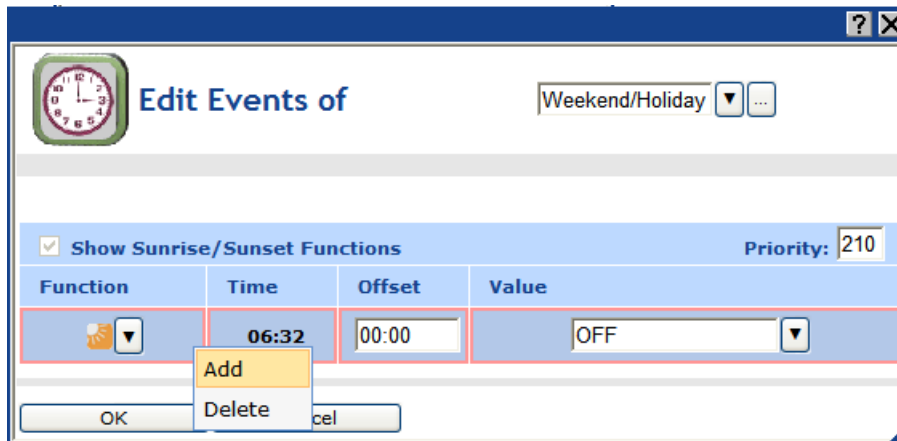 ?
Edit Events of
Weekend/Holiday ...
Show Sunrise/Sunset Functions Priority: 210
Function Time Offset Value
06:32 00:00 OFF
Add
Delete
OK cel